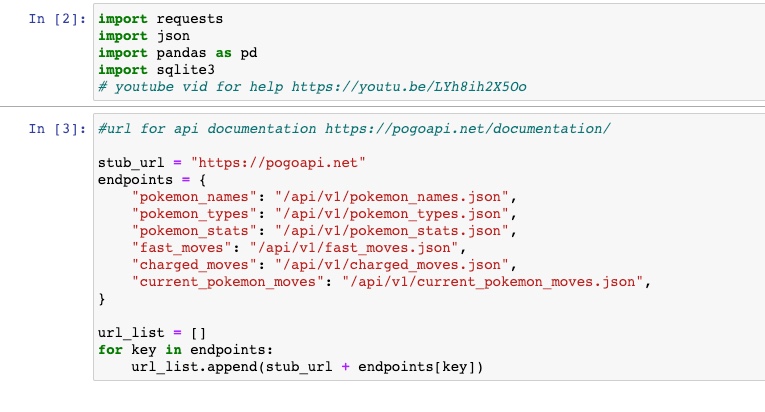 In [2]: import requests
import json
import pandas as pd
import sqlite3
# youtube vid for help https://youtu.be/LYh8ih2X5Oo
In [3]: #url for api documentation https://pogoapi.net/documentation/
stub_url = "https://pogoapi.net"
endpoints = {
"pokemon_names": "/api/v1/pokemon_names.json",
"pokemon_types": "/api/v1/pokemon_types.json",
"pokemon_stats": "/api/v1/pokemon_stats.json",
"fast_moves": "/api/v1/fast_moves.json",
"charged_moves": "/api/v1/charged_moves.json",
"current_pokemon_moves": "/api/v1/current_pokemon_moves.json",
}
url_list = []
for key in endpoints:
url_list.append(stub_url + endpoints[key])